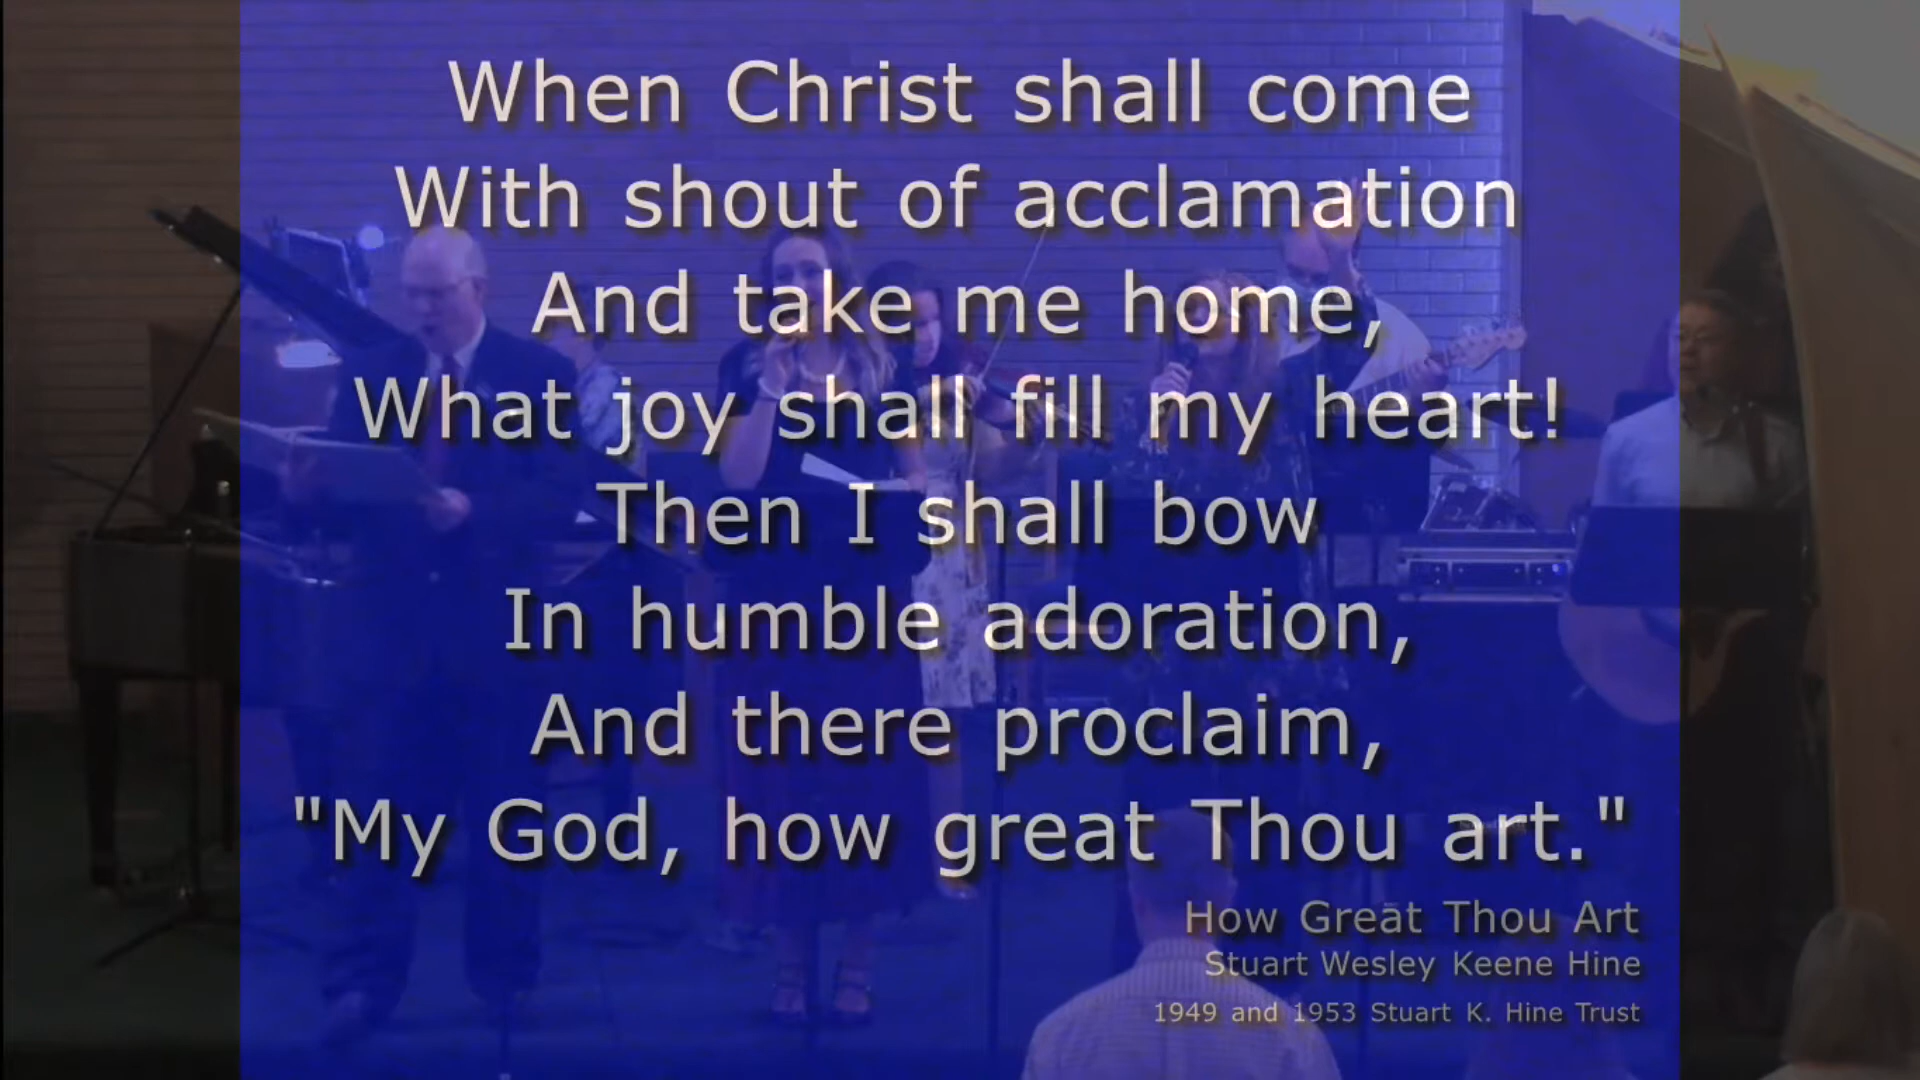 When Christ shall come
With shout of acclamation
And take me home,
What joy shall fill my heart!
Then I shall bow
In humble adoration,
And there proclaim,
"My God, how great Thou art."
How Great Thou Art
Stuart Wesley Keene Hine
1949 and 1953 Stuart K. Hine Trust